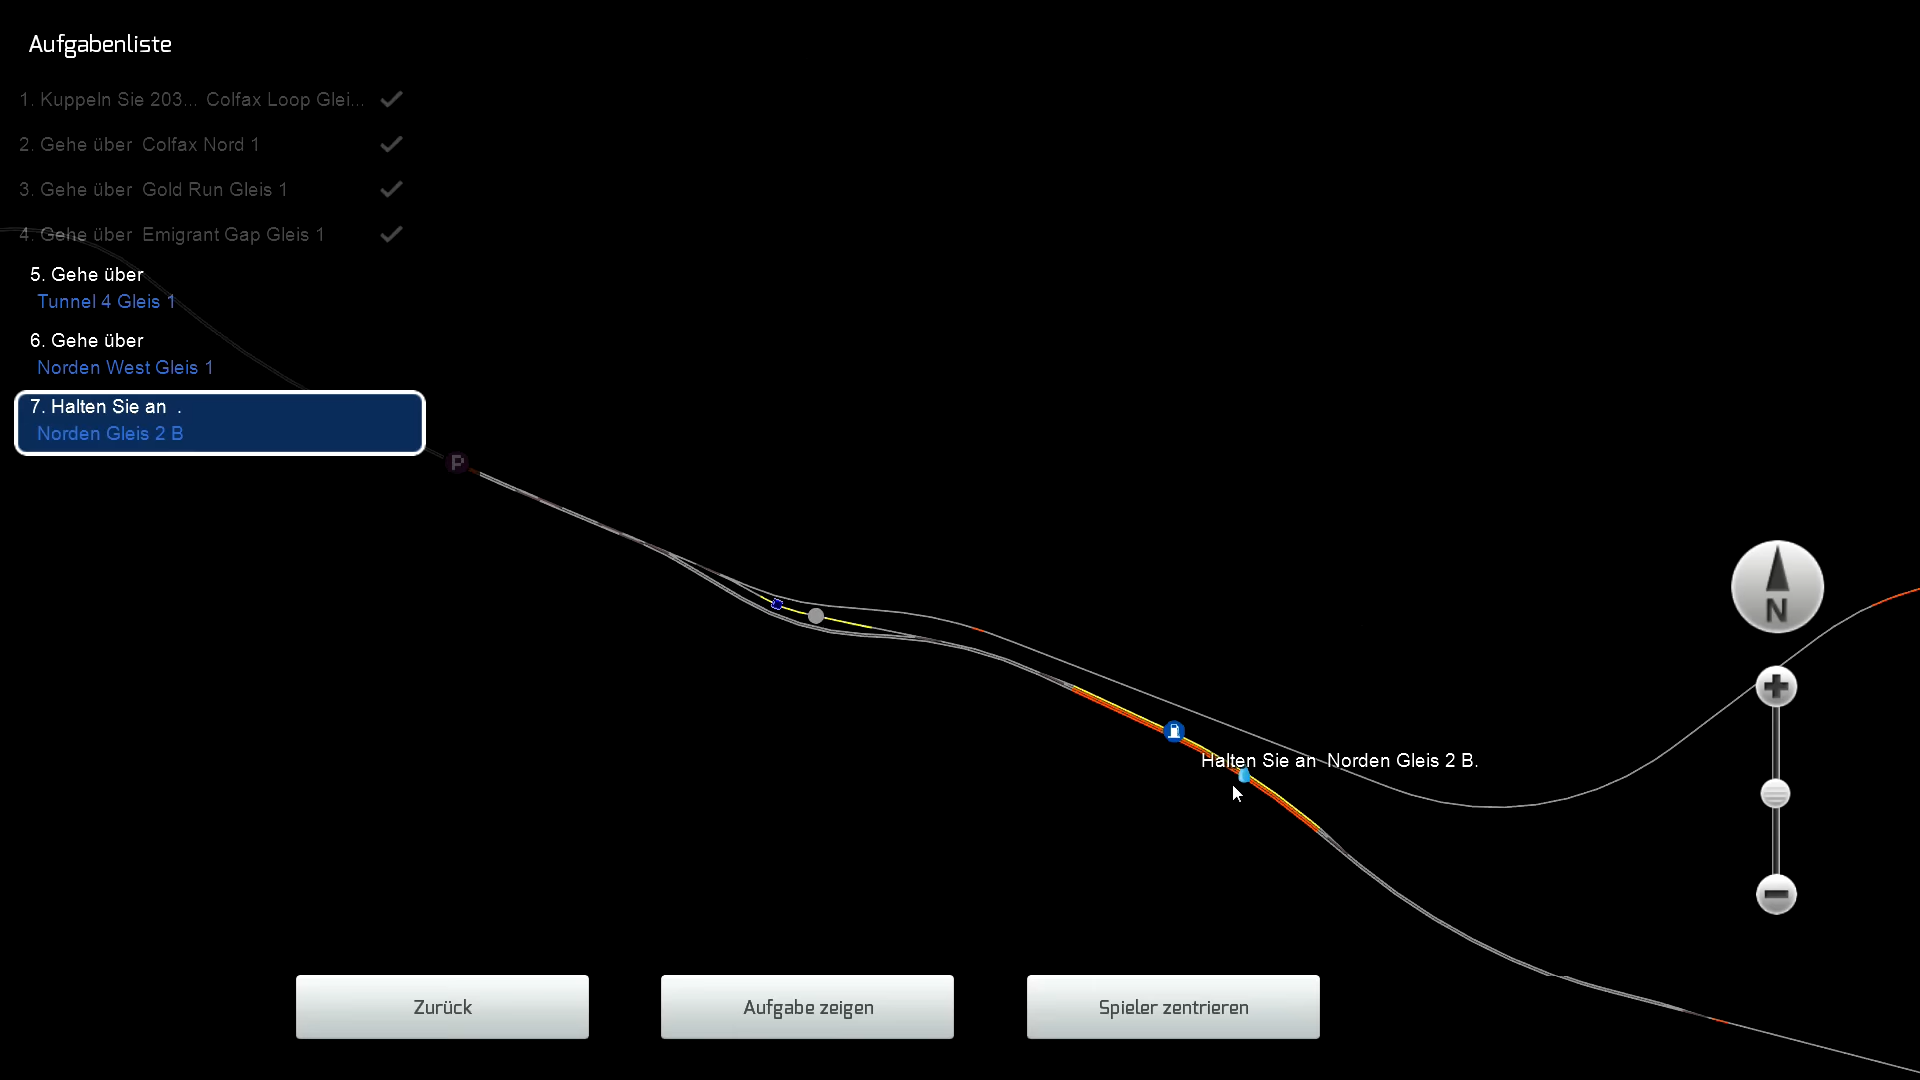 Aufgabenliste
1. Kuppeln Sie 203... Colfax Loop Glei...
2. Gehe über Colfax Nord 1
3. Gehe über Gold Run Gleis 1
4. Gehe über Emigrant Gap Gleis 1
5. Gehe über
Tunnel 4 Gleis 1
6. Gehe über
Norden West Gleis 1
7. Halten Sie an .
Norden Gleis 2 B
P
N
Halten Sie an Norden Gleis 2 B.
Zurück
Aufgabe zeigen
Spieler zentrieren